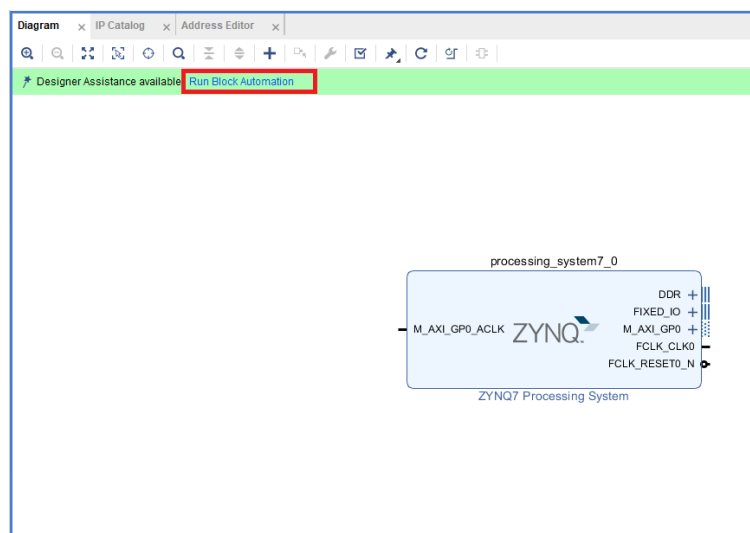 Diagram
IP Catalog
Address Editor
Designer Assistance available
Run Block Automation
processing_system7_0
DDR
FIXED_IO
M_AXI_GP0_ACLK
ZYNQ
M_AXI_GP0
FCLK_CLK0
FCLK_RESET0_N
ZYNQ7 Processing System